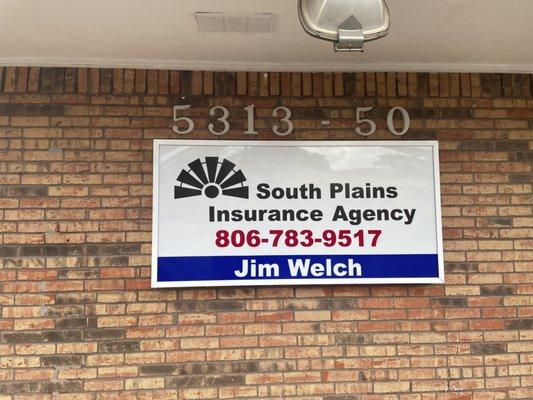 5313 - 50
South Plains
Insurance Agency
806-783-9517
Jim Welch